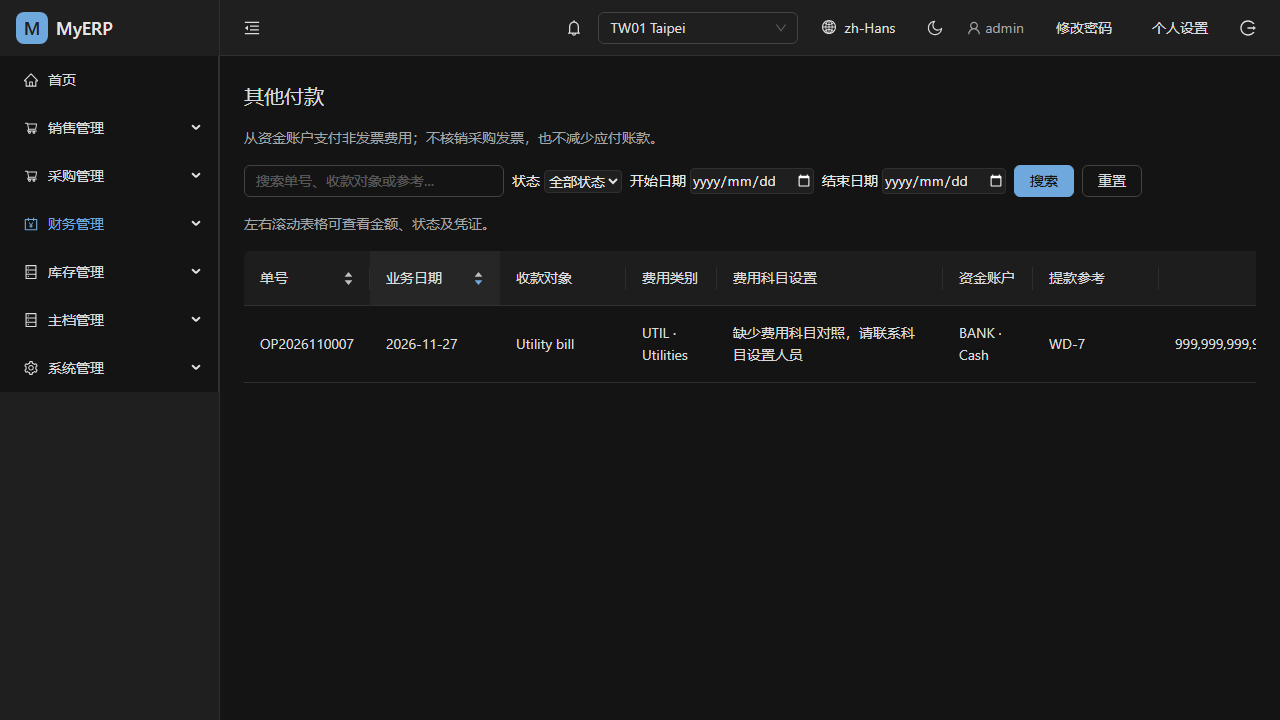 M MyERP
TW01 Taipei
zh-Hans
admin
修改密码
个人设置
首页
销售管理
采购管理
财务管理
库存管理
主档管理
系统管理
其他付款
从资金账户支付非发票费用；不核销采购发票，也不减少应付账款。
搜索单号、收款对象或参考... 状态 全部状态 开始日期 yyyy/mm/dd 结束日期 yyyy/mm/dd 搜索 重置
左右滚动表格可查看金额、状态及凭证。
单号 业务日期 收款对象 费用类别 费用科目设置 资金账户 提款参考
OP2026110007 2026-11-27 Utility bill
UTIL ·
Utilities
缺少费用科目对照，请联系科
目设置人员
BANK ·
Cash
WD-7
999,999,999,9